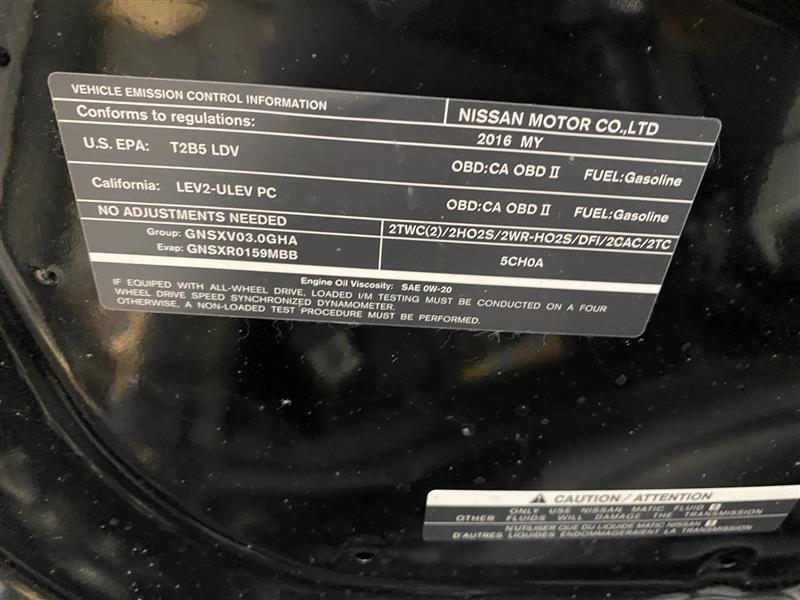 VEHICLE EMISSION CONTROL INFORMATION
NISSAN MOTOR CO.,LTD
Conforms to regulations:
2016 MY
U.S. EPA: T2B5 LDV
OBD:CA OBD II FUEL:Gasoline
California: LEV2-ULEV PC
OBD:CA OBD II FUEL:Gasoline
NO ADJUSTMENTS NEEDED
2TWC(2)/2HO2S/2WR-HO2S/DFI/2CAC/2TC
Group: GNSXV03.0GHA
Evap: GNSXR0159MBB
5CH0A
Engine Oil Viscosity: SAE 0W-20
IF EQUIPPED WITH ALL-WHEEL DRIVE, LOADED I/M TESTING MUST BE CONDUCTED ON A FOUR
WHEEL DRIVE SPEED SYNCHRONIZED DYNAMOMETER.
OTHERWISE, A NON-LOADED TEST PROCEDURE MUST BE PERFORMED.
CAUTION / ATTENTION
ONLY USE NISSAN MATIC FLUID S
OTHER FLUIDS WILL DAMAGE THE TRANSMISSION
N'UTILISER QUE DU LIQUIDE MATIC NISSAN S
D'AUTRES LIQUIDES ENDOMMAGERAIENT LA TRANSMISSION